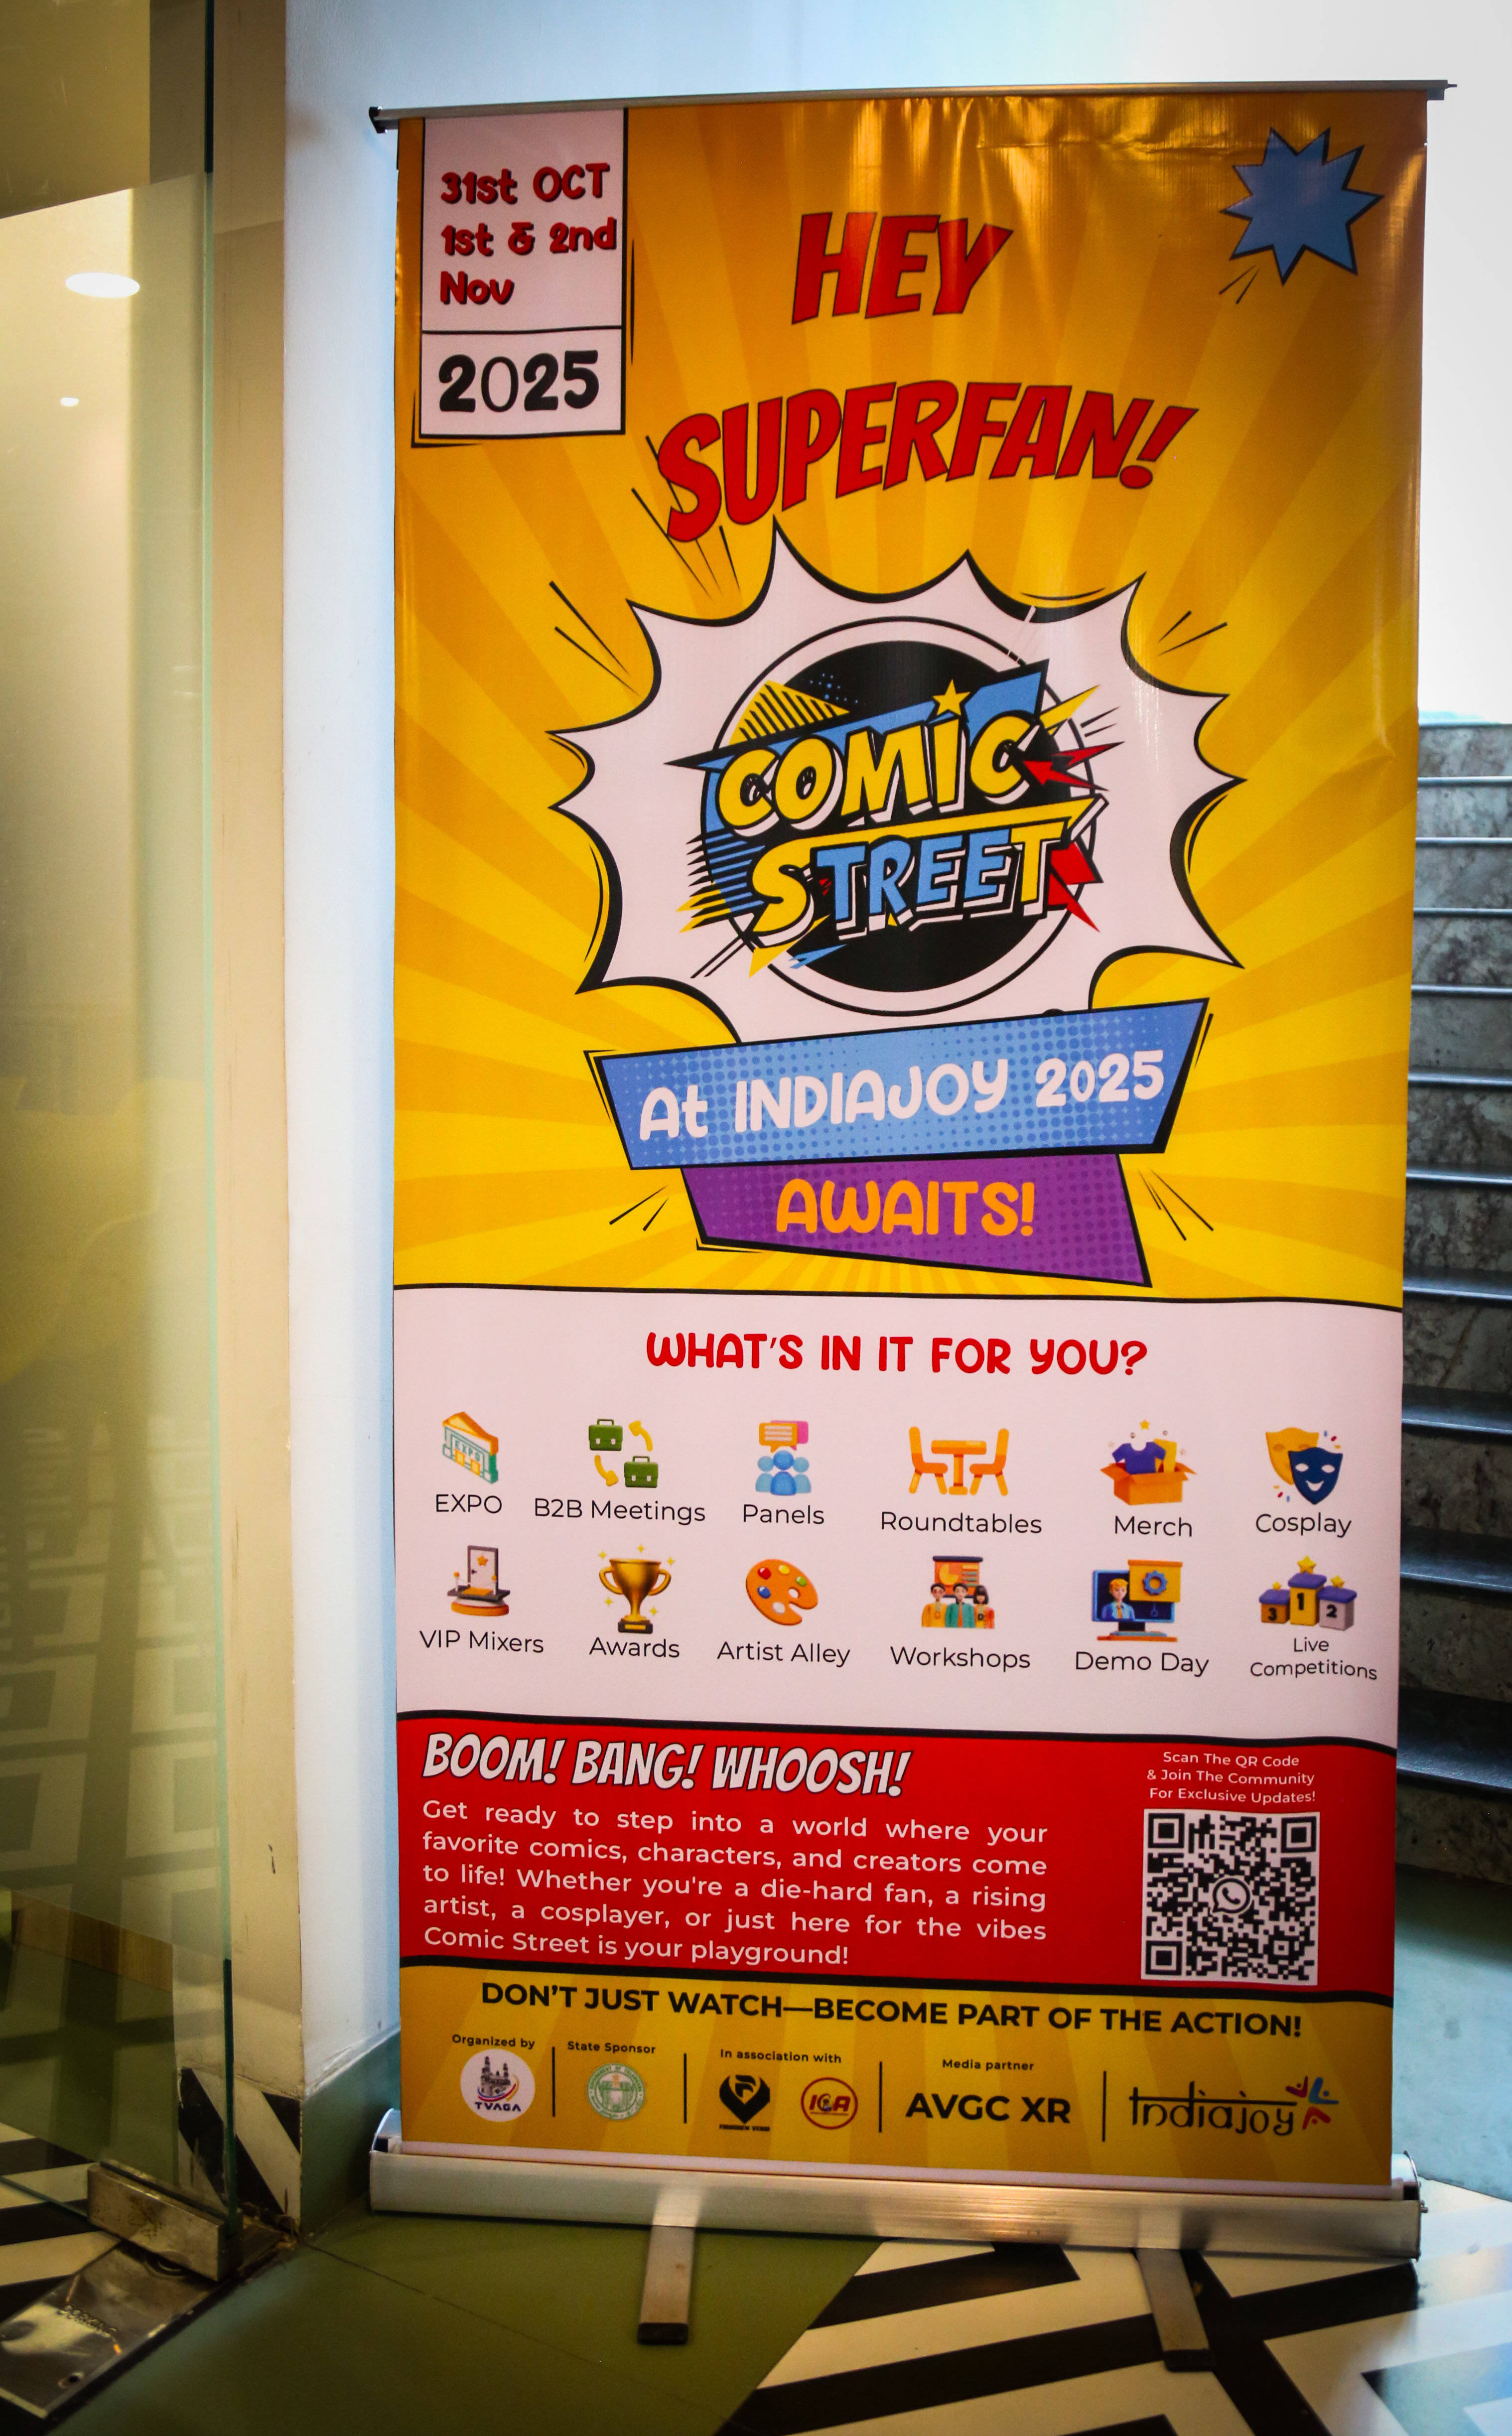 31st OCT
1st & 2nd
Nov
2025
HEY
SUPERFAN!
COMIC
STREET
At INDIAJOY 2025
AWAITS!
WHAT'S IN IT FOR YOU?
EXPO
B2B Meetings
Panels
Roundtables
Merch
Cosplay
VIP Mixers
Awards
Artist Alley
Workshops
Demo Day
3 1 2
Live
Competitions
BOOM! BANG! WHOOSH!
Get ready to step into a world where your
favorite comics, characters, and creators come
to life! Whether you're a die-hard fan, a rising
artist, a cosplayer, or just here for the vibes
Comic Street is your playground!
Scan The QR Code
& Join The Community
For Exclusive Updates!
DON'T JUST WATCH—BECOME PART OF THE ACTION!
Organized by
TVAGA
State Sponsor
In association with
ICA
Media partner
AVGC XR
Indiajoy